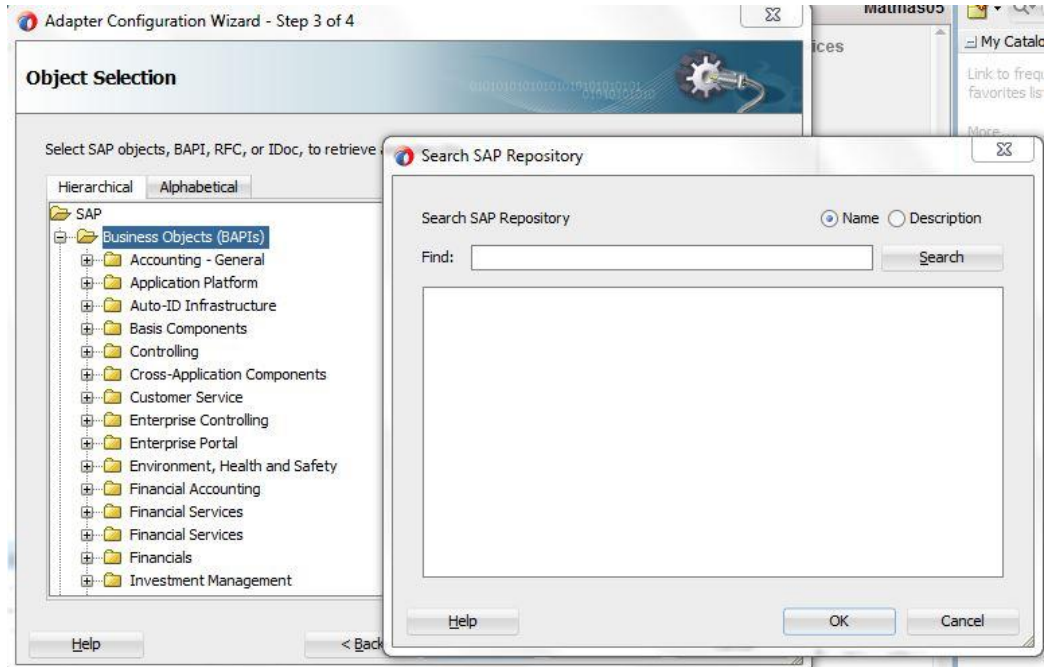 Adapter Configuration Wizard - Step 3 of 4
Object Selection
Select SAP objects, BAPI, RFC, or IDoc, to retrieve
Hierarchical Alphabetical
SAP
Business Objects (BAPIs)
Accounting - General
Application Platform
Auto-ID Infrastructure
Basis Components
Controlling
Cross-Application Components
Customer Service
Enterprise Controlling
Enterprise Portal
Environment, Health and Safety
Financial Accounting
Financial Services
Financial Services
Financials
Investment Management
Help < Back
Search SAP Repository
Search SAP Repository Name Description
Find: Search
Help OK Cancel
My Catalo
Link to frequ
favorites lis
More...